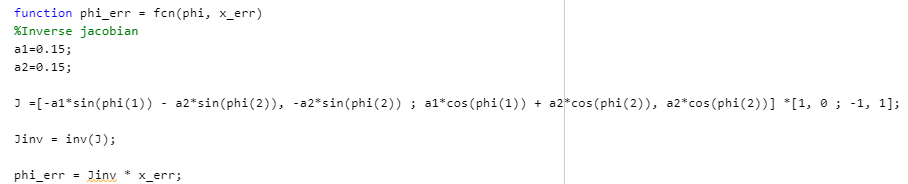 function phi_err = fcn(phi, x_err)
%Inverse jacobian
a1=0.15;
a2=0.15;
J =[-a1*sin(phi(1)) - a2*sin(phi(2)), -a2*sin(phi(2)) ; a1*cos(phi(1)) + a2*cos(phi(2)), a2*cos(phi(2))] *[1, 0 ; -1, 1];
Jinv = inv(J);
phi_err = Jinv * x_err;